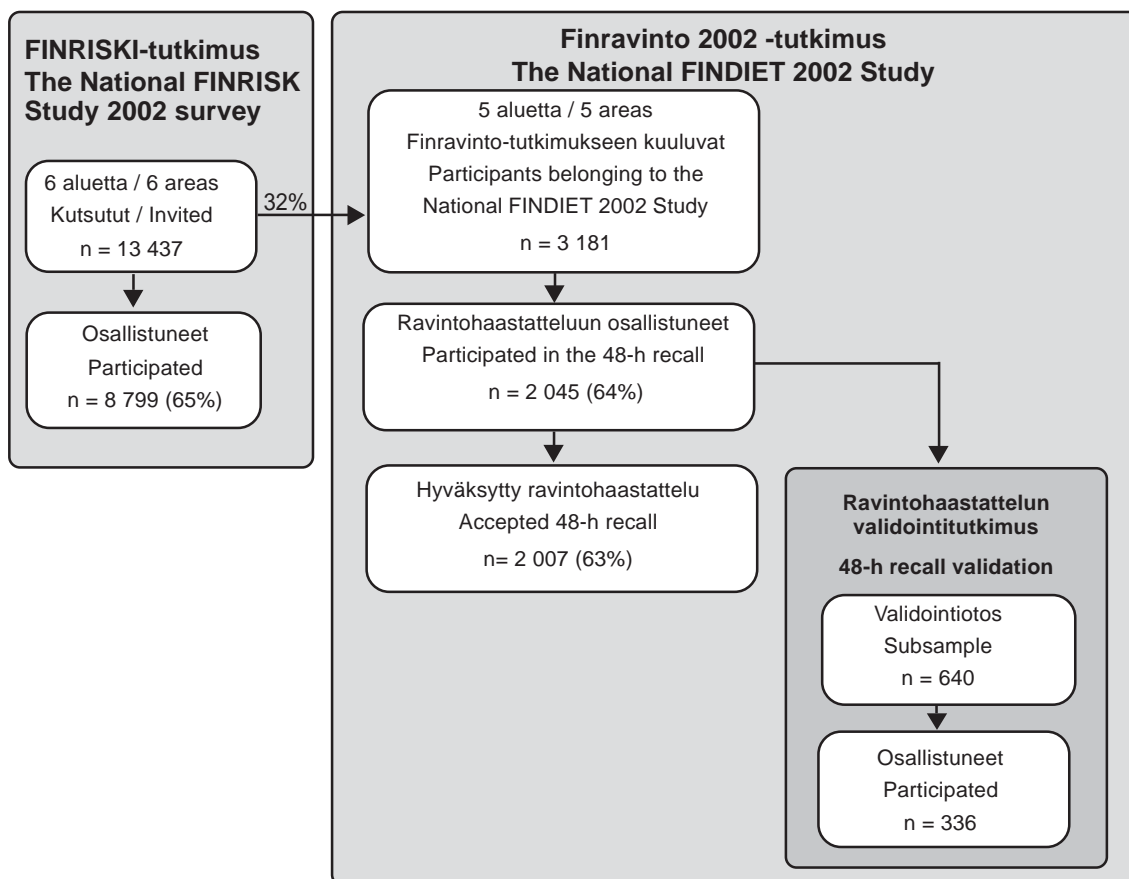 FINRISKI-tutkimus
The National FINRISK
Study 2002 survey
6 aluetta / 6 areas
Kutsutut / Invited
n = 13 437
Osallistuneet
Participated
n = 8 799 (65%)
32%
Finravinto 2002 -tutkimus
The National FINDIET 2002 Study
5 aluetta / 5 areas
Finravinto-tutkimukseen kuuluvat
Participants belonging to the
National FINDIET 2002 Study
n = 3 181
Ravintohaastatteluun osallistuneet
Participated in the 48-h recall
n = 2 045 (64%)
Hyväksytty ravintohaastattelu
Accepted 48-h recall
n= 2 007 (63%)
Ravintohaastattelun
validointitutkimus
48-h recall validation
Validointiotos
Subsample
n = 640
Osallistuneet
Participated
n = 336